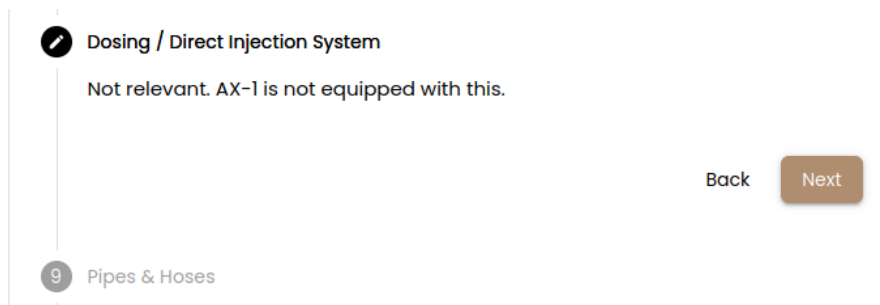 Dosing / Direct Injection System
Not relevant. AX-1 is not equipped with this.
Back
Next
9
Pipes & Hoses